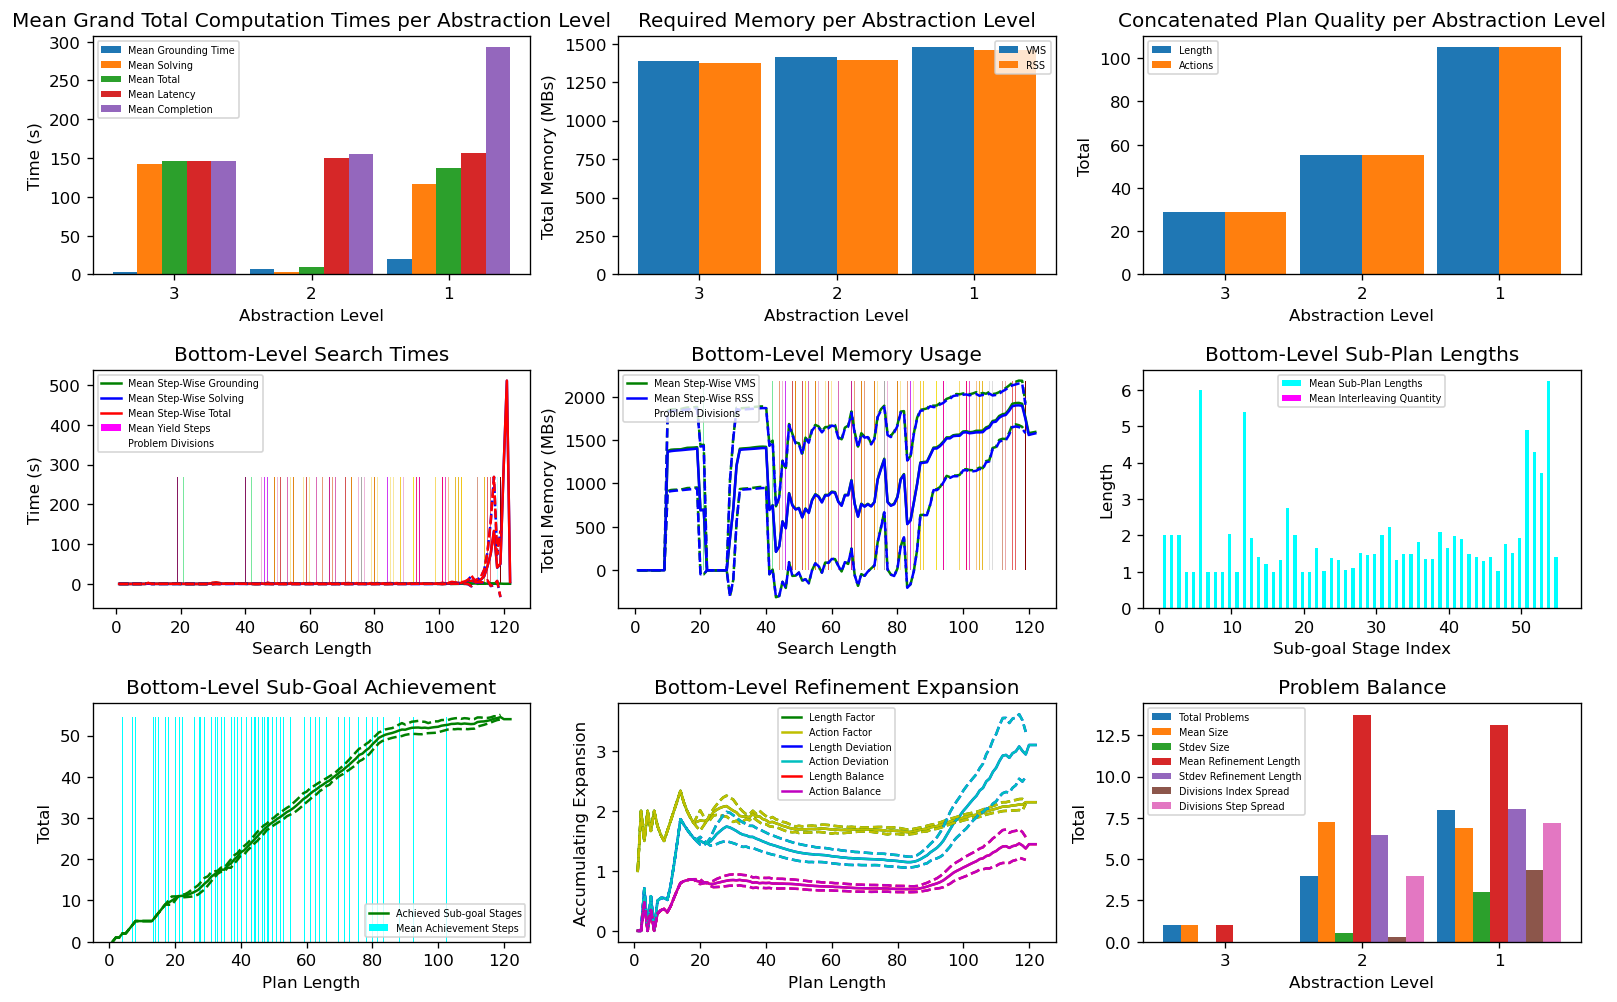 Mean Grand Total Computation Times per Abstraction Level
Mean Grounding Time
Mean Solving
Mean Total
Mean Latency
Mean Completion
Time (s)
300
250
200
150
100
50
0
3 2 1
Abstraction Level
Required Memory per Abstraction Level
VMS
RSS
Total Memory (MBs)
1500
1250
1000
750
500
250
0
3 2 1
Abstraction Level
Concatenated Plan Quality per Abstraction Level
Length
Actions
Total
100
80
60
40
20
0
3 2 1
Abstraction Level
Bottom-Level Search Times
Mean Step-Wise Grounding
Mean Step-Wise Solving
Mean Step-Wise Total
Mean Yield Steps
Problem Divisions
Time (s)
500
400
300
200
100
0
0 20 40 60 80 100 120
Search Length
Bottom-Level Memory Usage
Mean Step-Wise VMS
Mean Step-Wise RSS
Problem Divisions
Total Memory (MBs)
2000
1500
1000
500
0
0 20 40 60 80 100 120
Search Length
Bottom-Level Sub-Plan Lengths
Mean Sub-Plan Lengths
Mean Interleaving Quantity
Length
6
5
4
3
2
1
0
0 10 20 30 40 50
Sub-goal Stage Index
Bottom-Level Sub-Goal Achievement
Achieved Sub-goal Stages
Mean Achievement Steps
Total
50
40
30
20
10
0
0 20 40 60 80 100 120
Plan Length
Bottom-Level Refinement Expansion
Length Factor
Action Factor
Length Deviation
Action Deviation
Length Balance
Action Balance
Accumulating Expansion
3
2
1
0
0 20 40 60 80 100 120
Plan Length
Problem Balance
Total Problems
Mean Size
Stdev Size
Mean Refinement Length
Stdev Refinement Length
Divisions Index Spread
Divisions Step Spread
Total
12.5
10.0
7.5
5.0
2.5
0.0
3 2 1
Abstraction Level